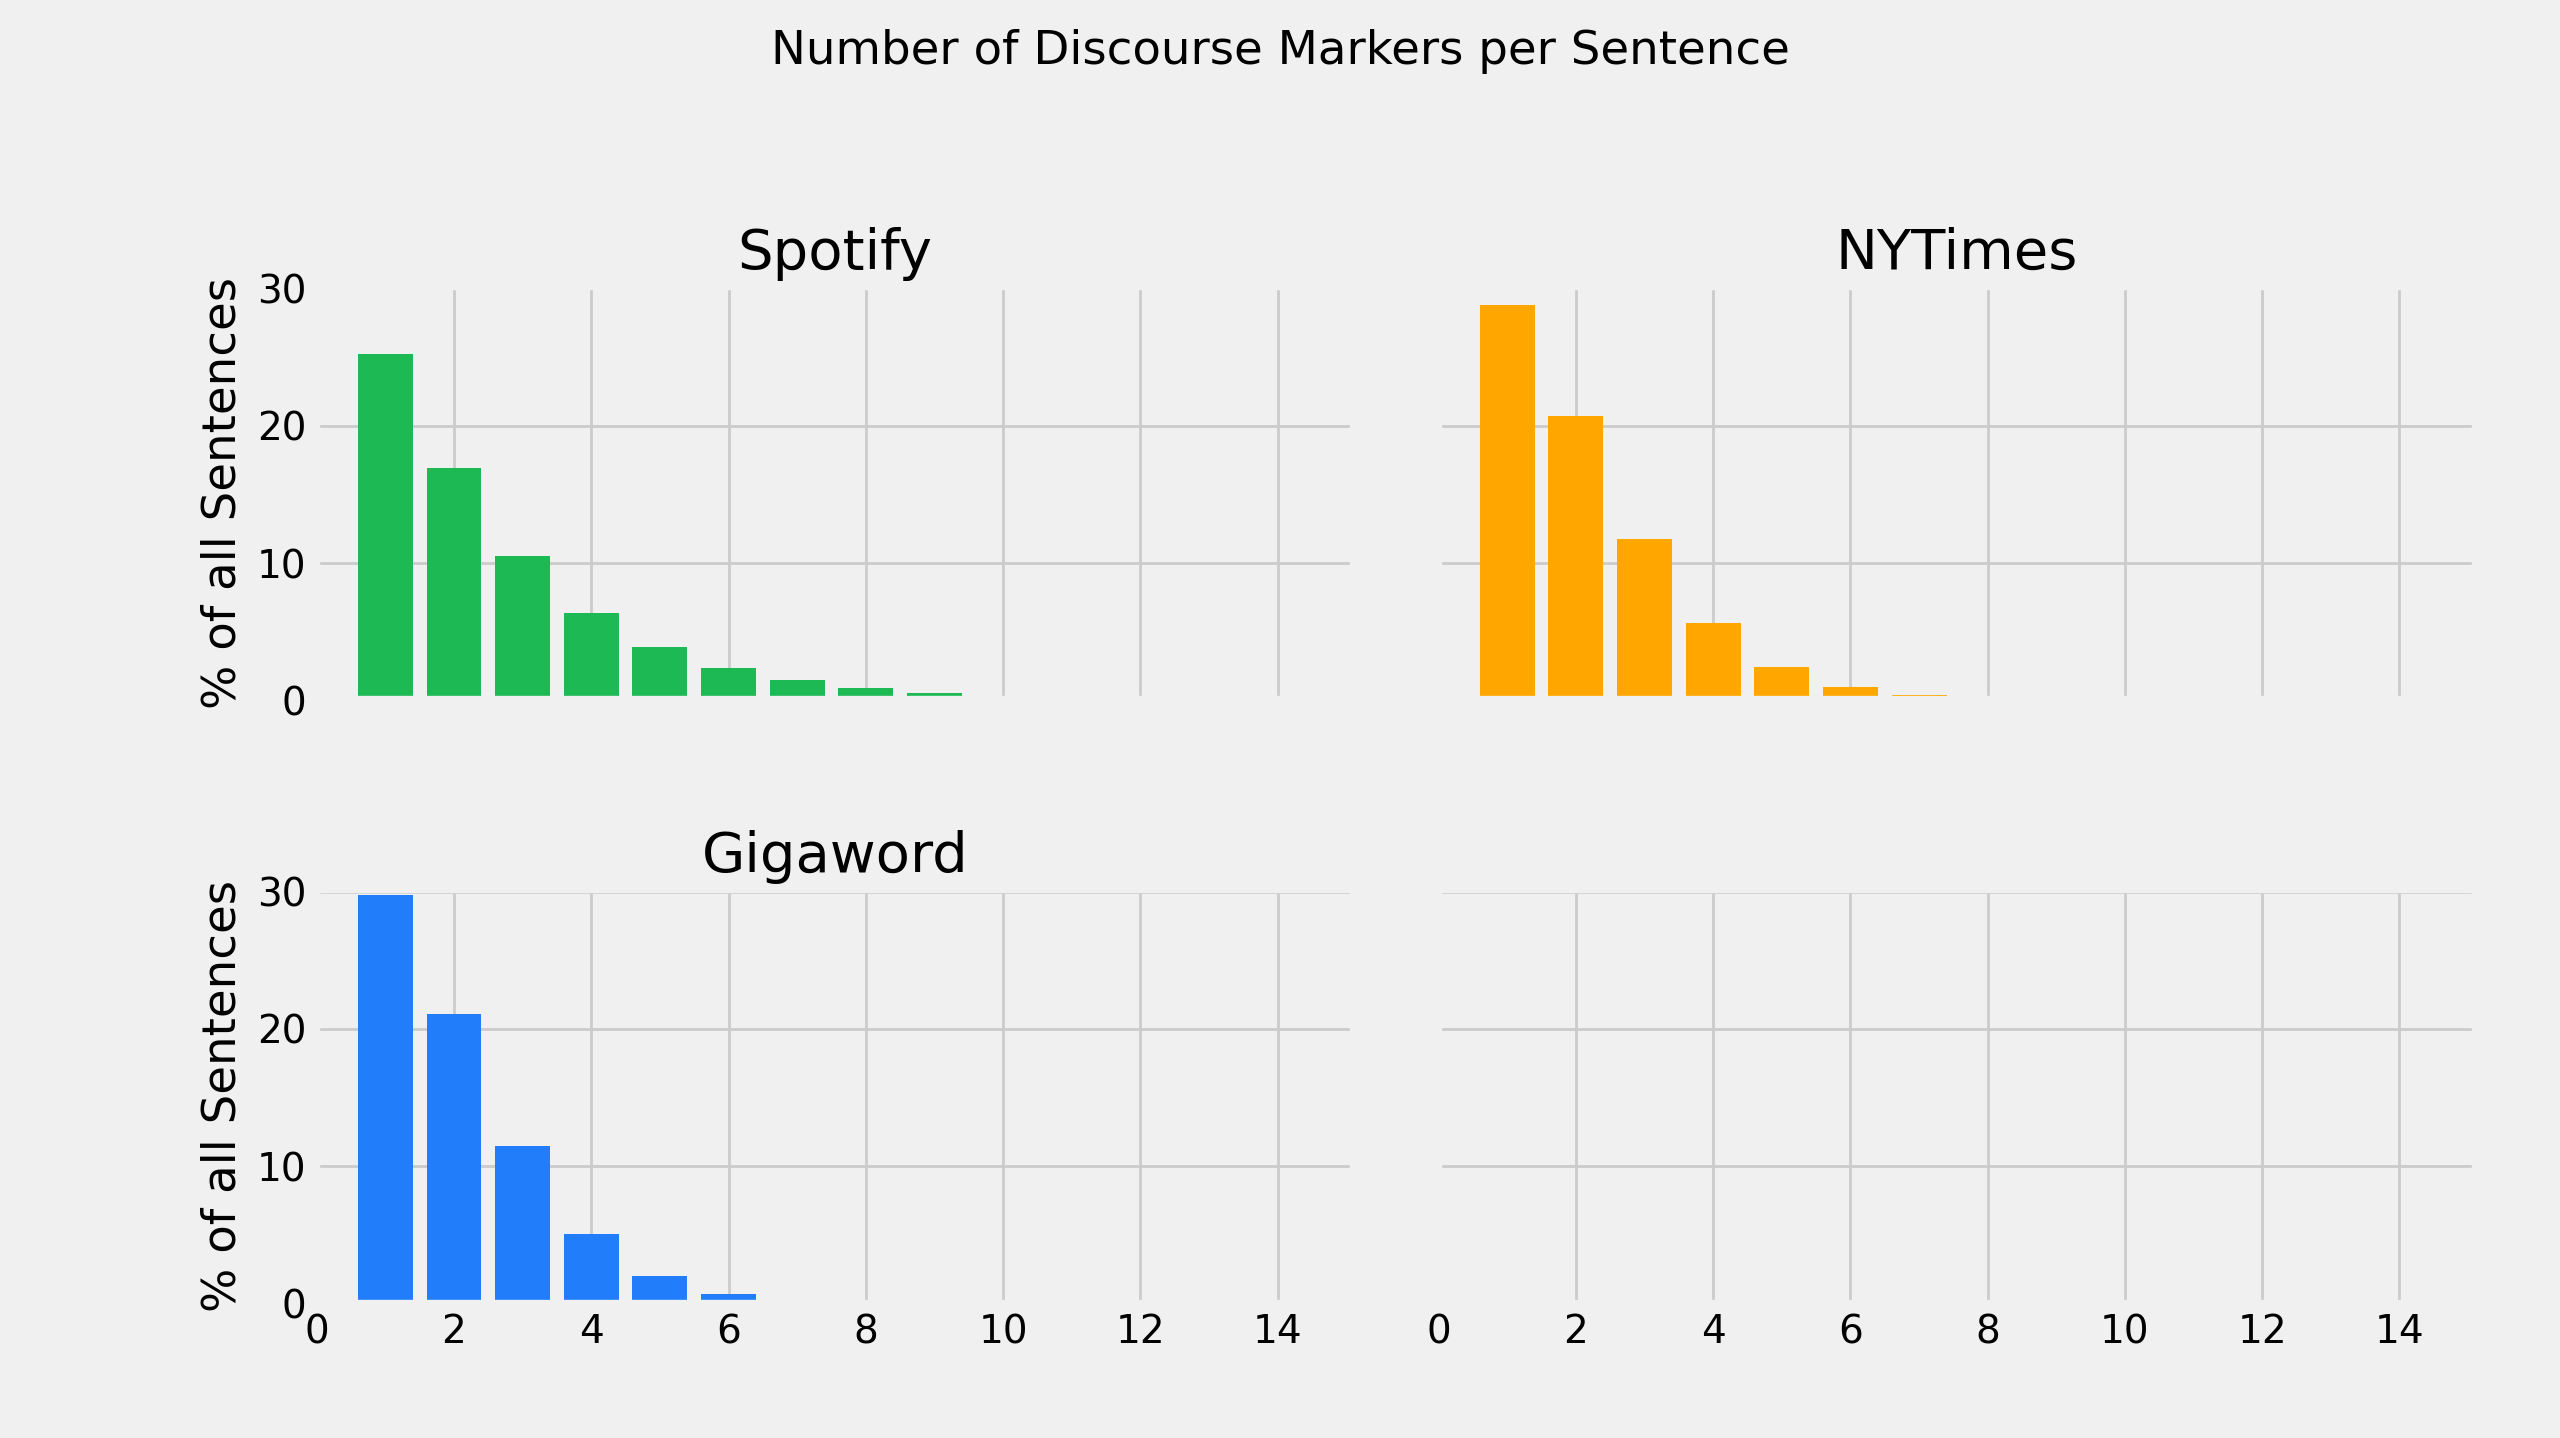 Number of Discourse Markers per Sentence
Spotify
% of all Sentences
30
20
10
0
NYTimes
Gigaword
% of all Sentences
30
20
10
0
0 2 4 6 8 10 12 14
0 2 4 6 8 10 12 14